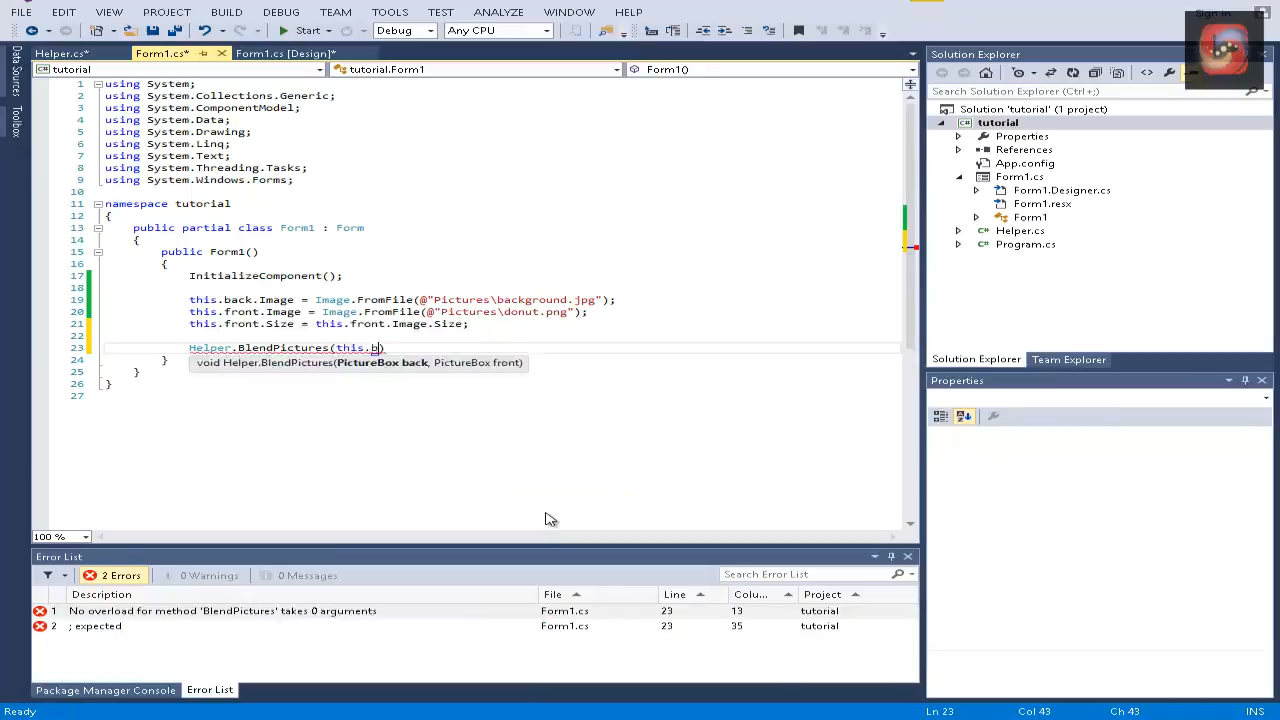 FILE EDIT VIEW PROJECT BUILD DEBUG TEAM TOOLS TEST ANALYZE WINDOW HELP
Sign in
Start Debug Any CPU
Data Sources
Toolbox
Helper.cs* Form1.cs* Form1.cs [Design]*
tutorial tutorial.Form1 Form1()
1 using System;
2 using System.Collections.Generic;
3 using System.ComponentModel;
4 using System.Data;
5 using System.Drawing;
6 using System.Linq;
7 using System.Text;
8 using System.Threading.Tasks;
9 using System.Windows.Forms;
10
11 namespace tutorial
12 {
13 public partial class Form1 : Form
14 {
15 public Form1()
16 {
17 InitializeComponent();
18
19 this.back.Image = Image.FromFile(@"Pictures\background.jpg");
20 this.front.Image = Image.FromFile(@"Pictures\donut.png");
21 this.front.Size = this.front.Image.Size;
22
23 Helper.BlendPictures(this.b)
void Helper.BlendPictures(PictureBox back, PictureBox front)
24 }
25 }
26 }
27
100 %
Solution Explorer
Search Solution Explorer (Ctrl+;)
Solution 'tutorial' (1 project)
C# tutorial
Properties
References
App.config
Form1.cs
Form1.Designer.cs
Form1.resx
Form1
Helper.cs
Program.cs
Solution Explorer Team Explorer
Properties
Error List
2 Errors 0 Warnings 0 Messages Search Error List
Description File Line Colu... Project
1 No overload for method 'BlendPictures' takes 0 arguments Form1.cs 23 13 tutorial
2 ; expected Form1.cs 23 35 tutorial
Package Manager Console Error List
Ready Ln 23 Col 43 Ch 43 INS